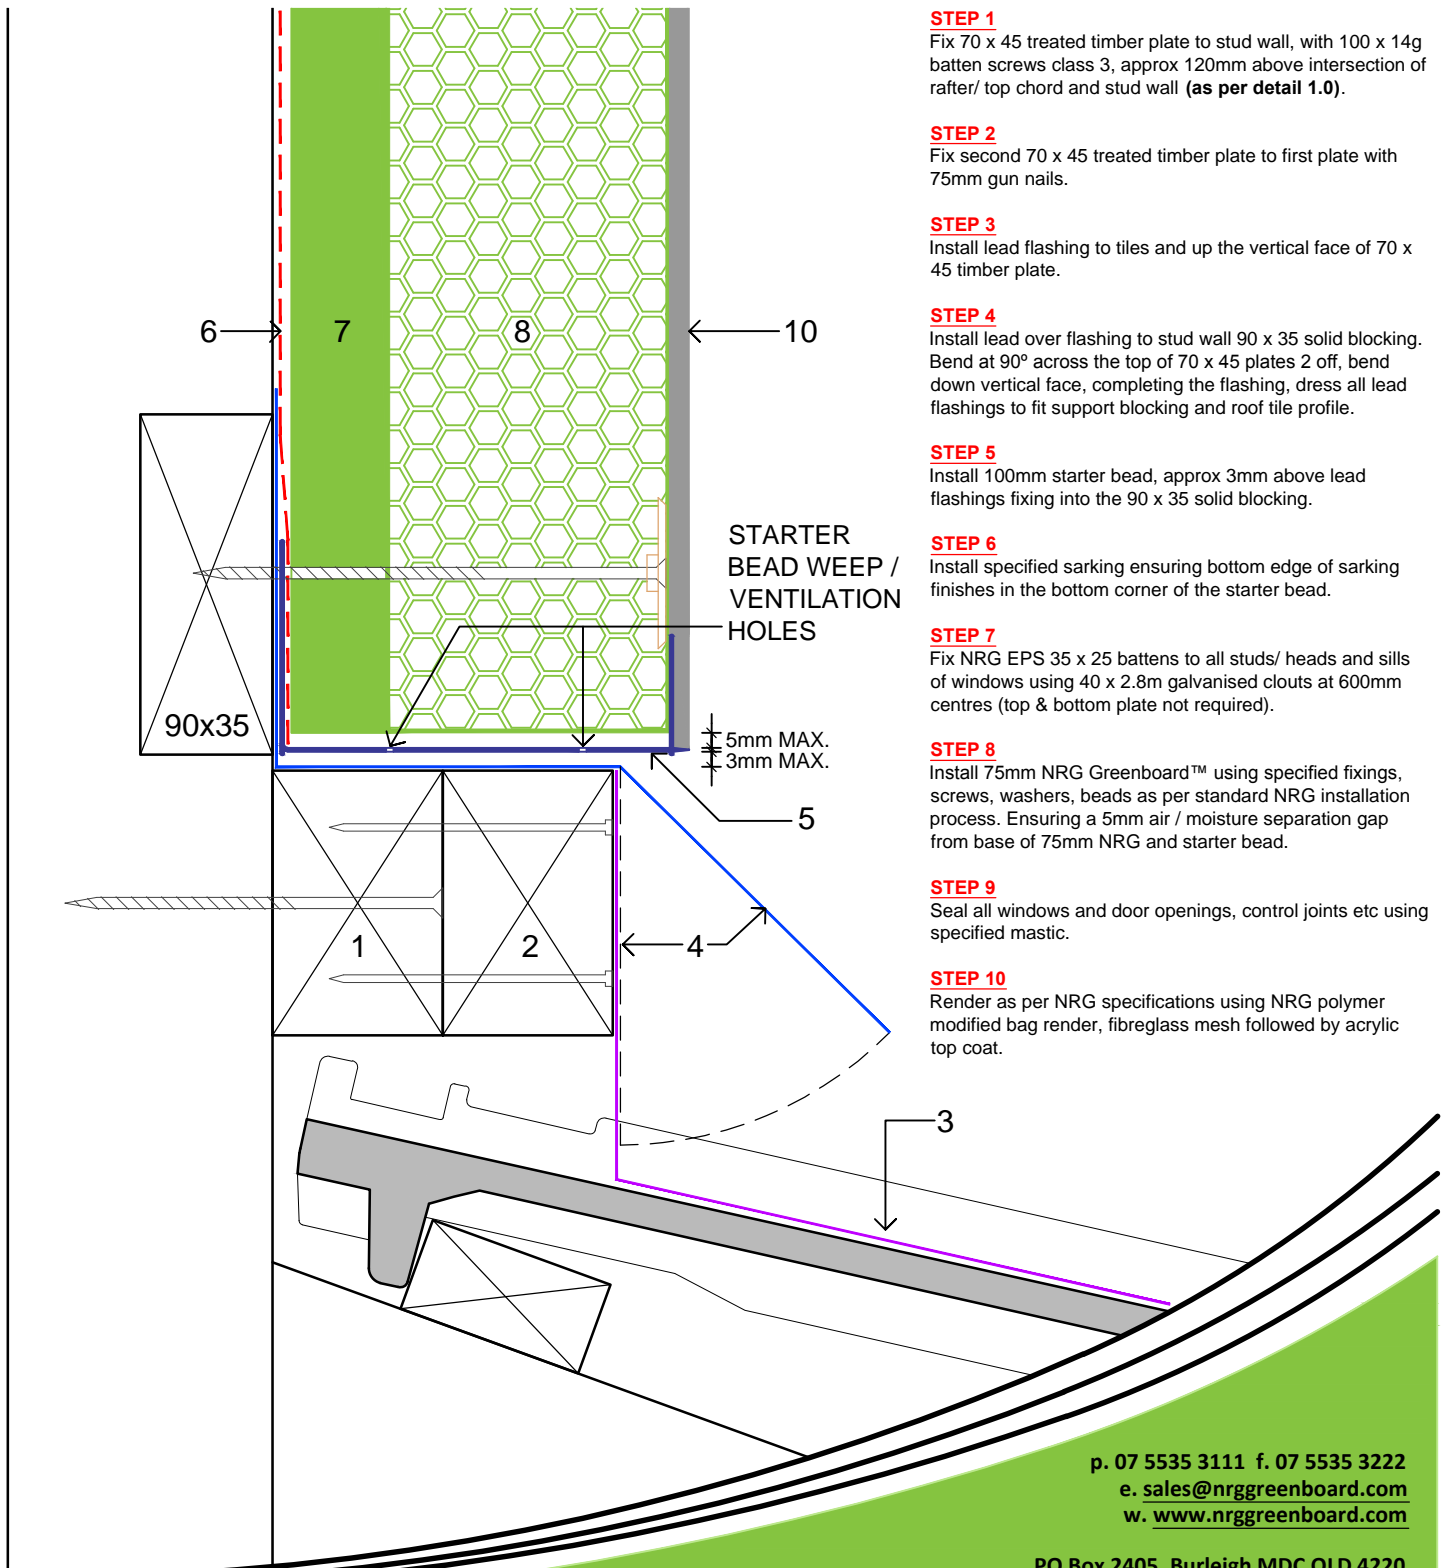 STEP 1
Fix 70 x 45 treated timber plate to stud wall, with 100 x 14g
batten screws class 3, approx 120mm above intersection of
rafter/ top chord and stud wall (as per detail 1.0).
STEP 2
Fix second 70 x 45 treated timber plate to first plate with
75mm gun nails.
STEP 3
Install lead flashing to tiles and up the vertical face of 70 x
45 timber plate.
STEP 4
Install lead over flashing to stud wall 90 x 35 solid blocking.
Bend at 90º across the top of 70 x 45 plates 2 off, bend
down vertical face, completing the flashing, dress all lead
flashings to fit support blocking and roof tile profile.
STEP 5
Install 100mm starter bead, approx 3mm above lead
flashings fixing into the 90 x 35 solid blocking.
STEP 6
Install specified sarking ensuring bottom edge of sarking
finishes in the bottom corner of the starter bead.
STEP 7
Fix NRG EPS 35 x 25 battens to all studs/ heads and sills
of windows using 40 x 2.8m galvanised clouts at 600mm
centres (top & bottom plate not required).
STEP 8
Install 75mm NRG Greenboard™ using specified fixings,
screws, washers, beads as per standard NRG installation
process. Ensuring a 5mm air / moisture separation gap
from base of 75mm NRG and starter bead.
STEP 9
Seal all windows and door openings, control joints etc using
specified mastic.
STEP 10
Render as per NRG specifications using NRG polymer
modified bag render, fibreglass mesh followed by acrylic
top coat.
6
7
8
10
STARTER
BEAD WEEP /
VENTILATION
HOLES
90x35
5mm MAX.
3mm MAX.
5
1
2
4
3
p. 07 5535 3111 f. 07 5535 3222
e. sales@nrggreenboard.com
w. www.nrggreenboard.com
PO Box 2405, Burleigh MDC QLD 4220